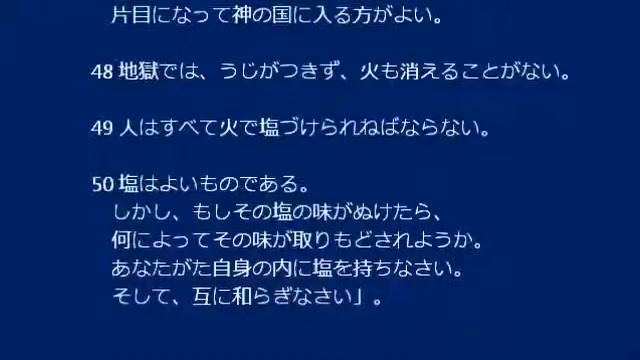 片目になって神の国に入る方がよい。
48 地獄では、うじがつきず、火も消えることがない。
49 人はすべて火で塩づけられねばならない。
50 塩はよいものである。
しかし、もしその塩の味がぬけたら、
何によってその味が取りもどされようか。
あなたがた自身の内に塩を持ちなさい。
そして、互に和らぎなさい」。